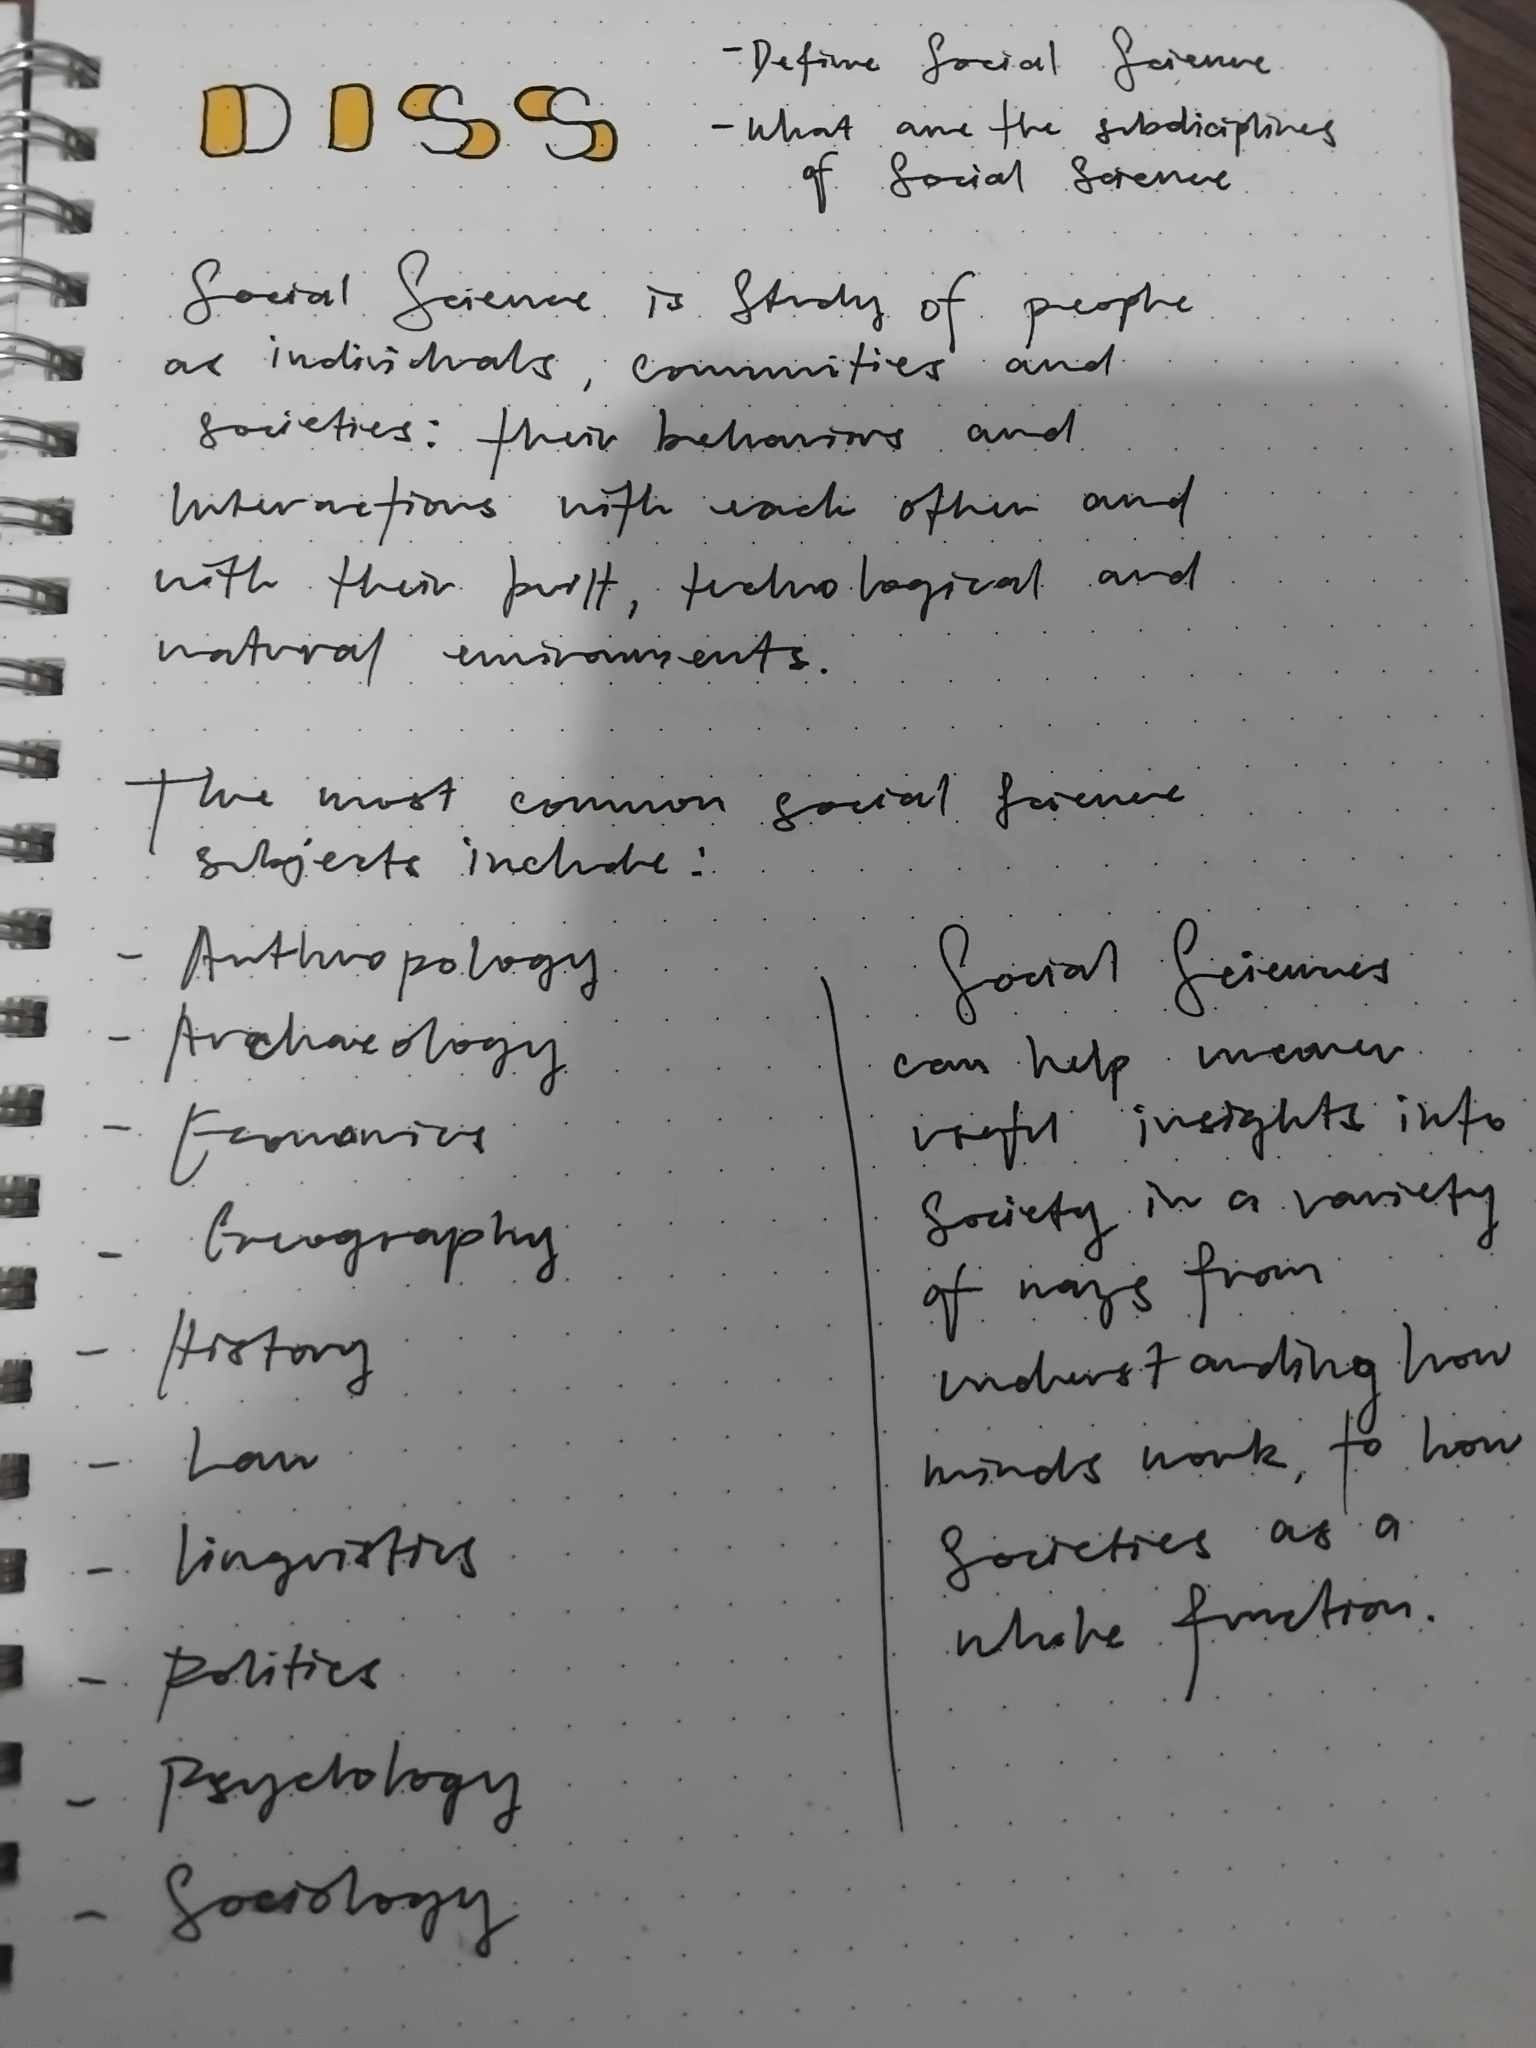 DISS
- Define Social Science
- What are the subdiciplines
of Social Science
Social Science is study of people
as individuals, communities and
societies: their behaviors and
Interactions with each other and
with their built, technological and
natural environments.
The most common social science
subjects include:
- Anthropology
- Archaeology
- Economics
- Geography
- History
- Law
- Linguistics
- Politics
- Psychology
- Sociology
Social Sciences
can help uncover
useful insights into
Society in a variety
of ways from
understanding how
minds work, to how
Societies as a
whole function.